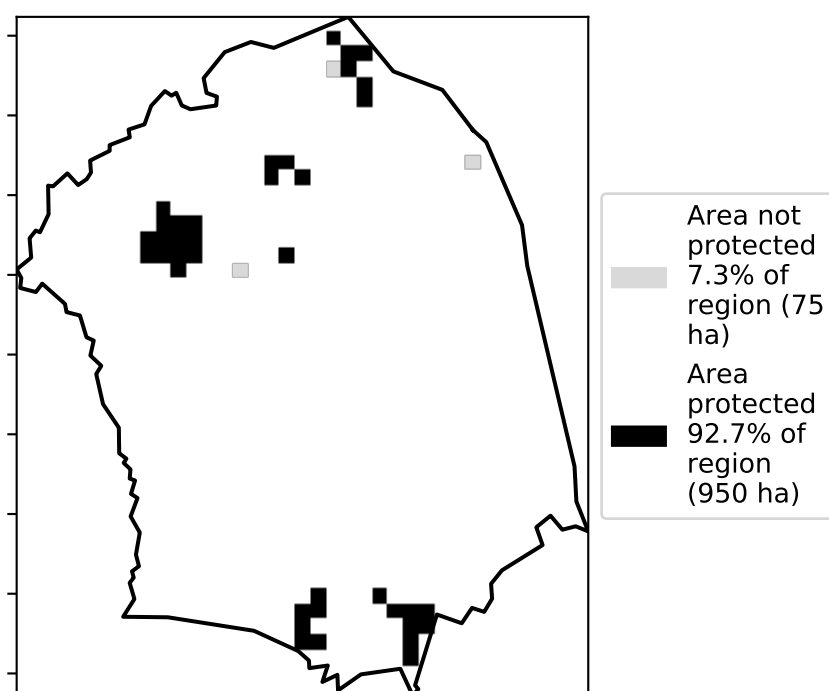 Area not
protected
7.3% of
region (75
ha)
Area
protected
92.7% of
region
(950 ha)